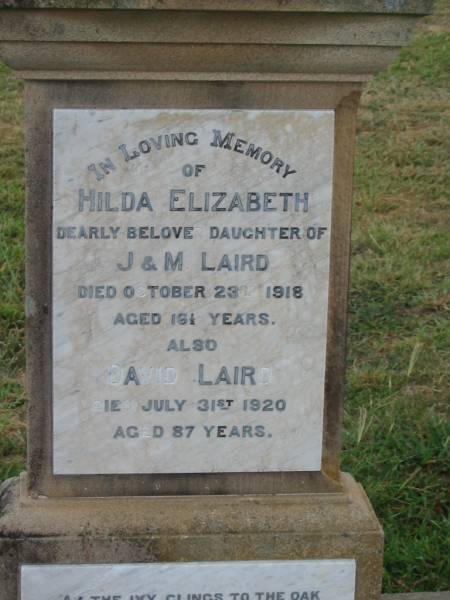 IN LOVING MEMORY
OF
HILDA ELIZABETH
DEARLY BELOVED DAUGHTER OF
J & M LAIRD
DIED OCTOBER 23RD 1918
AGED 16½ YEARS.
ALSO
DAVID LAIRD
DIED JULY 31ST 1920
AGED 87 YEARS.
AS THE IVY CLINGS TO THE OAK